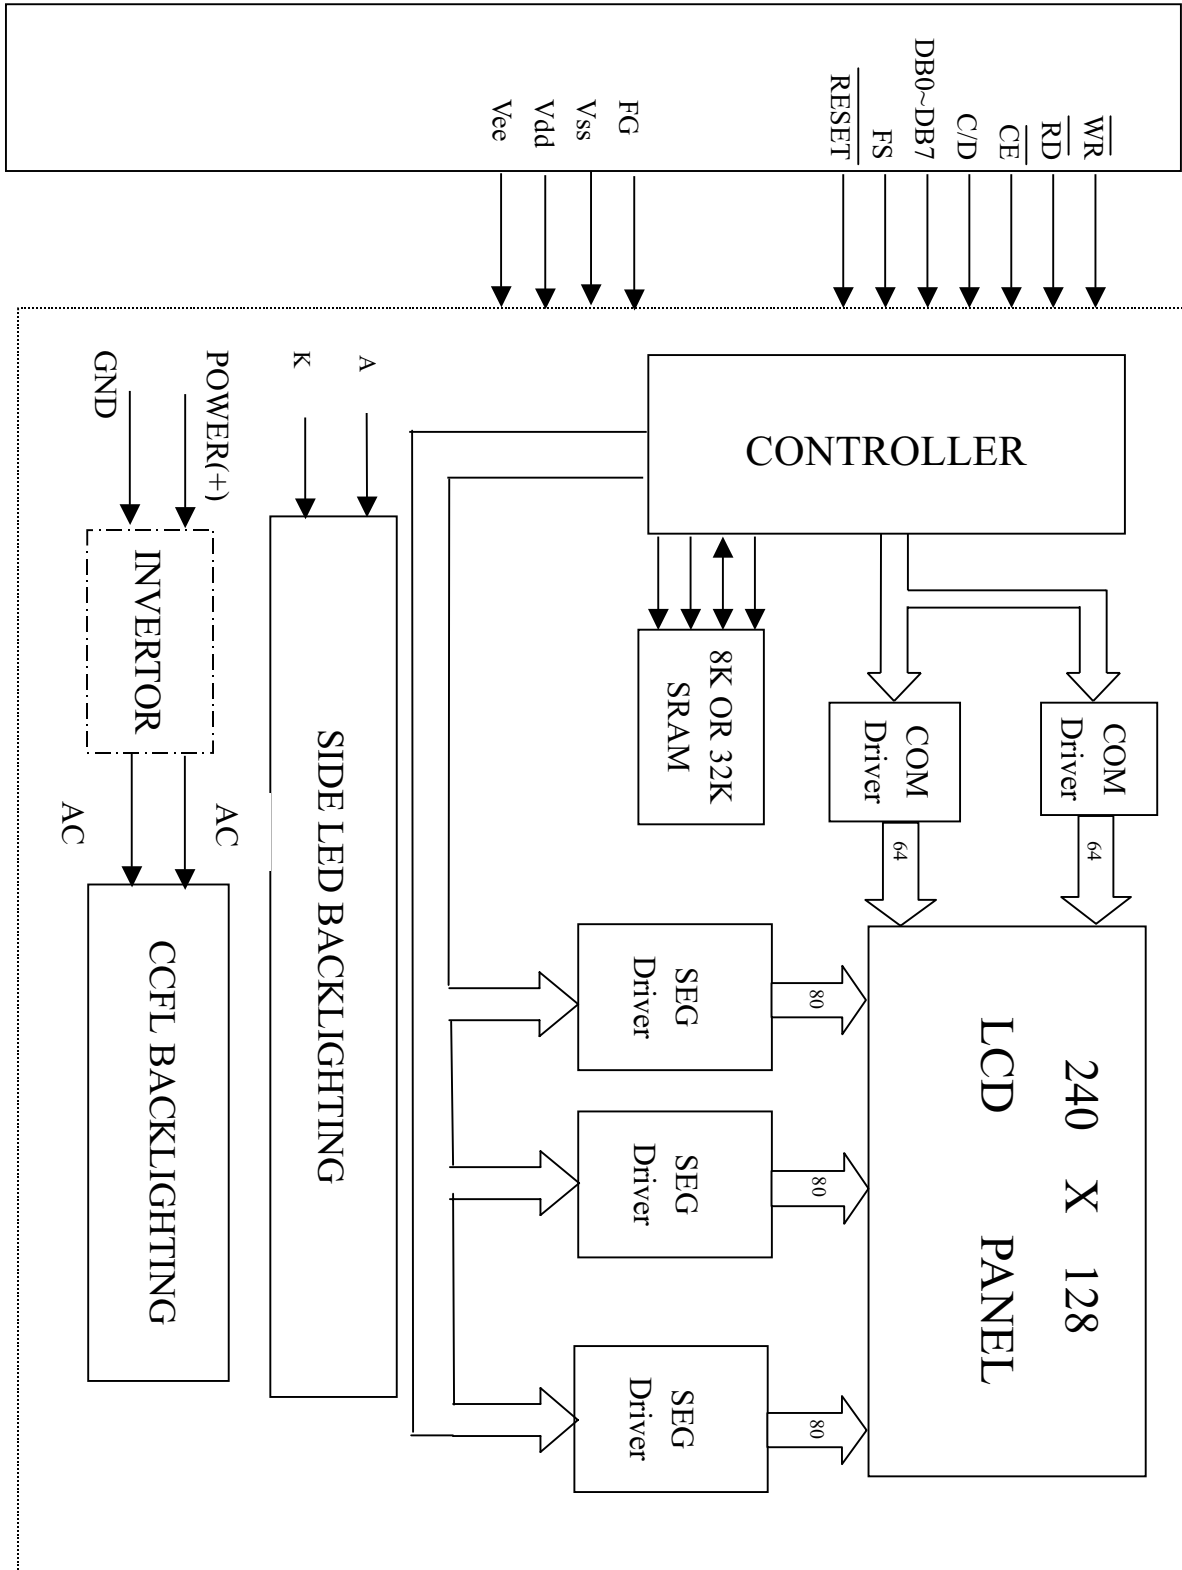 WR
RD
CE
C/D
DB0~DB7
FS
RESET
FG
Vss
Vdd
Vee
CONTROLLER
COM
Driver
COM
Driver
64
64
8K OR 32K
SRAM
240 X 128
LCD PANEL
SEG
Driver
80
SEG
Driver
80
SEG
Driver
80
A
K
SIDE LED BACKLIGHTING
POWER(+)
GND
INVERTOR
AC
AC
CCFL BACKLIGHTING